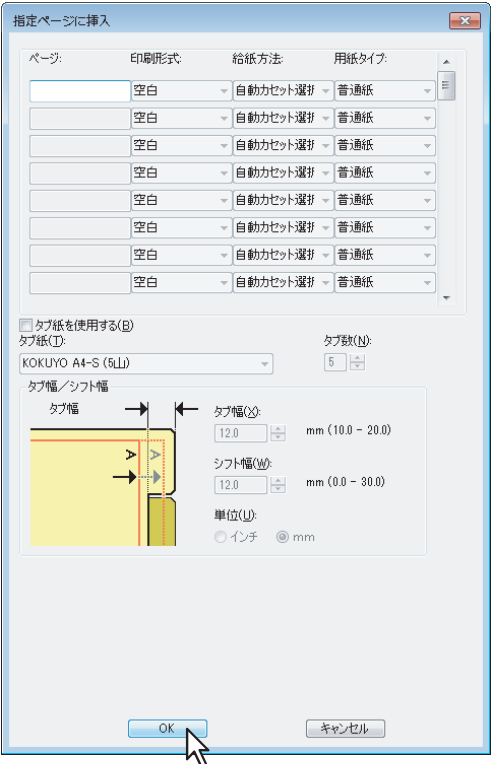 指定ページに挿入
ページ: 印刷形式: 給紙方法: 用紙タイプ:
空白 自動カセット選択 普通紙
空白 自動カセット選択 普通紙
空白 自動カセット選択 普通紙
空白 自動カセット選択 普通紙
空白 自動カセット選択 普通紙
空白 自動カセット選択 普通紙
空白 自動カセット選択 普通紙
空白 自動カセット選択 普通紙
タブ紙を使用する(B)
タブ紙(T): タブ数(N):
KOKUYO A4-S (5山) 5
タブ幅/シフト幅
タブ幅
A A
タブ幅(X):
12.0 mm (10.0 - 20.0)
シフト幅(W):
12.0 mm (0.0 - 30.0)
単位(U):
インチ mm
OK キャンセル